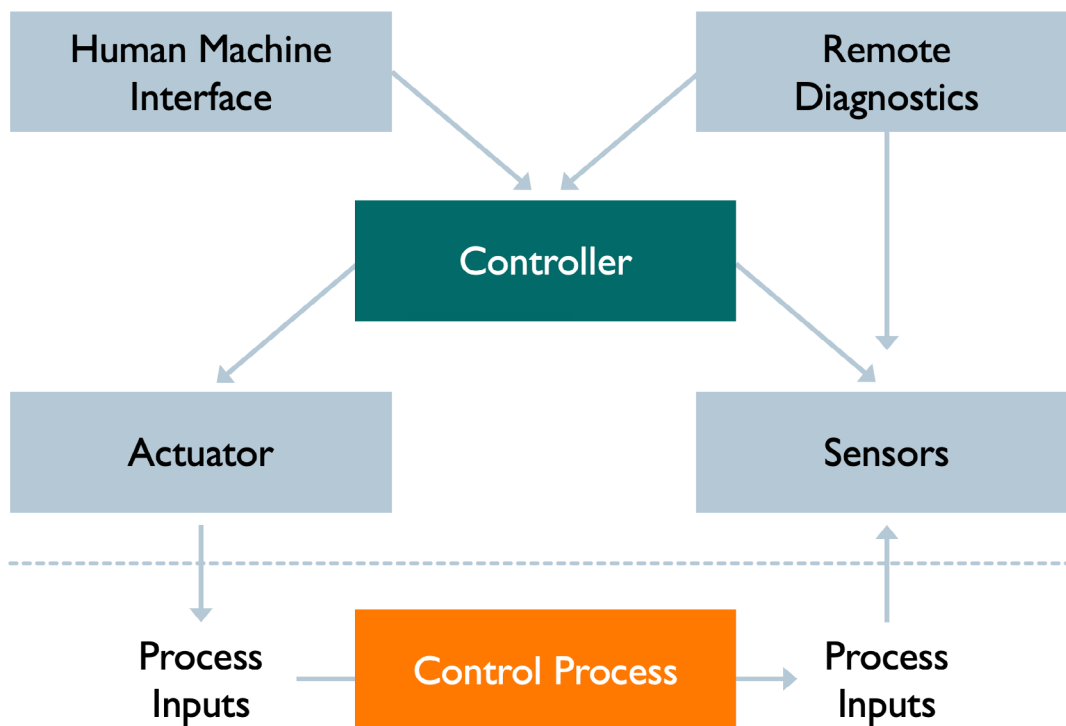 Human Machine
Interface
Remote
Diagnostics
Controller
Actuator
Sensors
Process
Inputs
Control Process
Process
Inputs